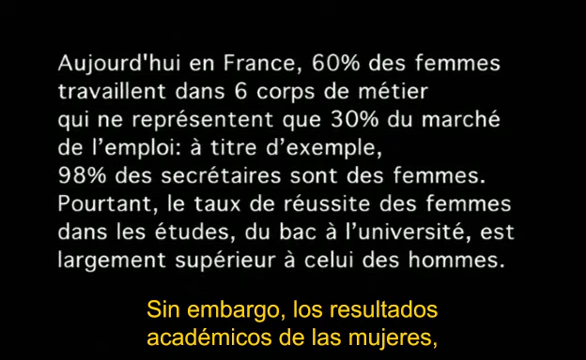 Aujourd'hui en France, 60% des femmes
travaillent dans 6 corps de métier
qui ne représentent que 30% du marché
de l'emploi: à titre d'exemple,
98% des secrétaires sont des femmes.
Pourtant, le taux de réussite des femmes
dans les études, du bac à l'université, est
largement supérieur à celui des hommes.
Sin embargo, los resultados
académicos de las mujeres,